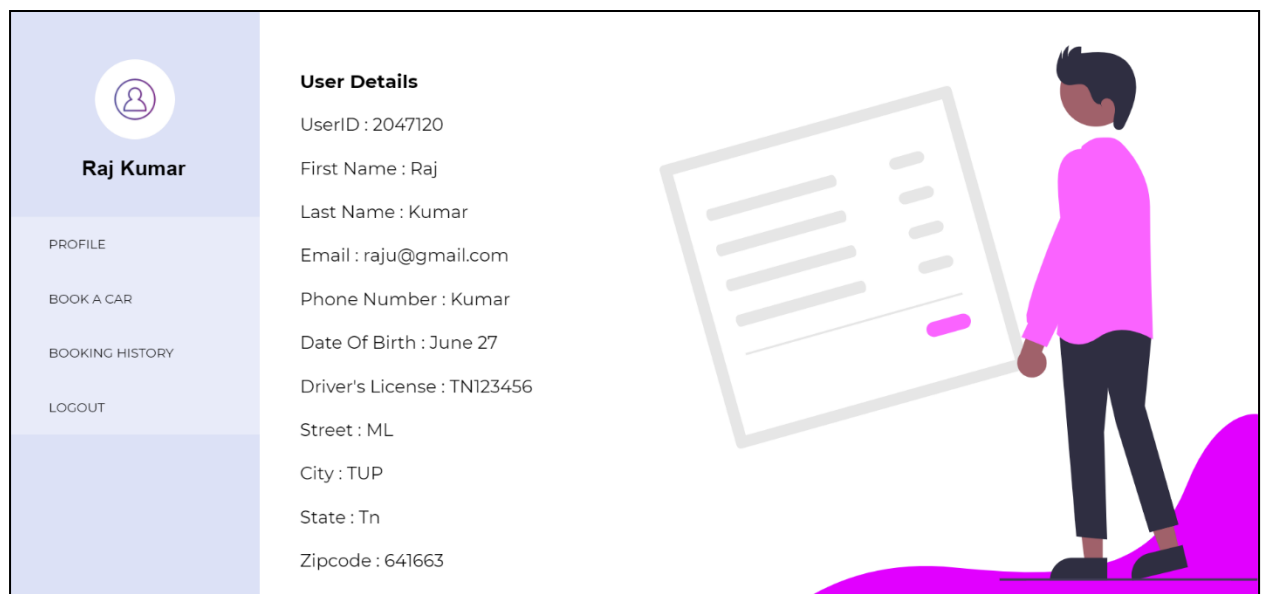 Raj Kumar
PROFILE
BOOK A CAR
BOOKING HISTORY
LOGOUT
User Details
UserID : 2047120
First Name : Raj
Last Name : Kumar
Email : raju@gmail.com
Phone Number : Kumar
Date Of Birth : June 27
Driver's License : TN123456
Street : ML
City : TUP
State : Tn
Zipcode : 641663